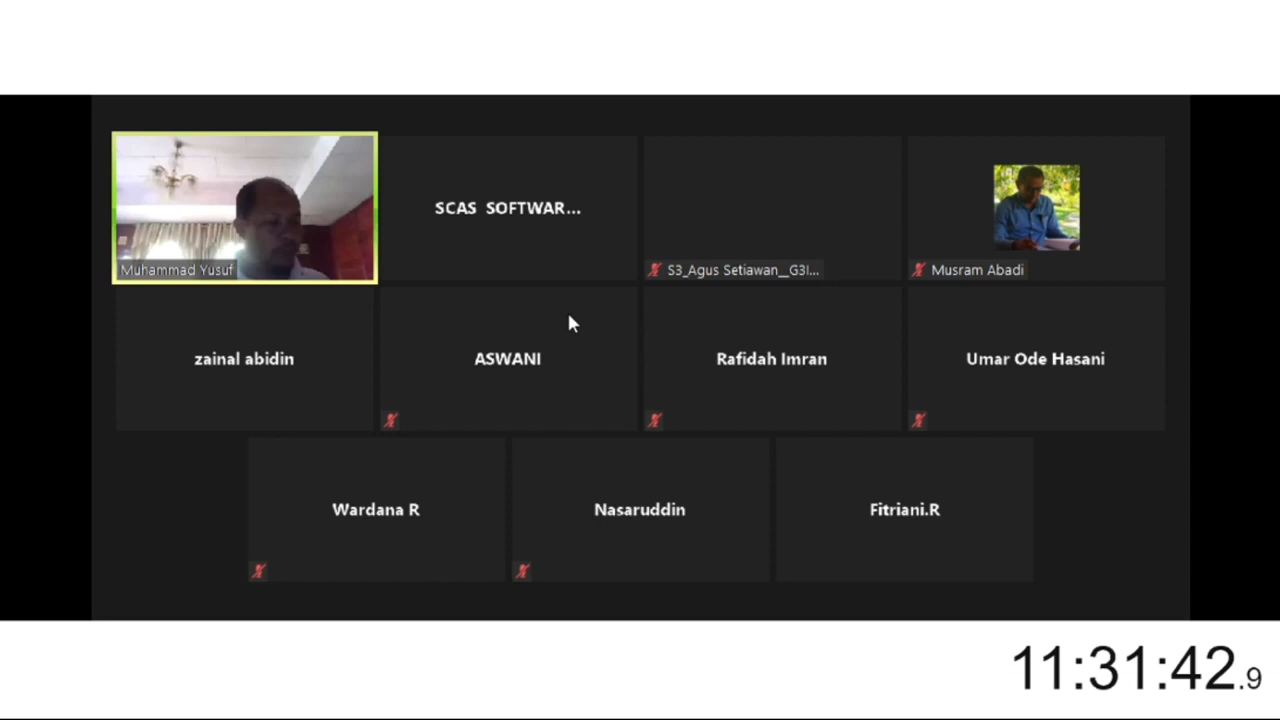 SCAS SOFTWAR...
Muhammad Yusuf
S3_Agus Setiawan__G3I...
Musram Abadi
zainal abidin
ASWANI
Rafidah Imran
Umar Ode Hasani
Wardana R
Nasaruddin
Fitriani.R
11:31:42.9